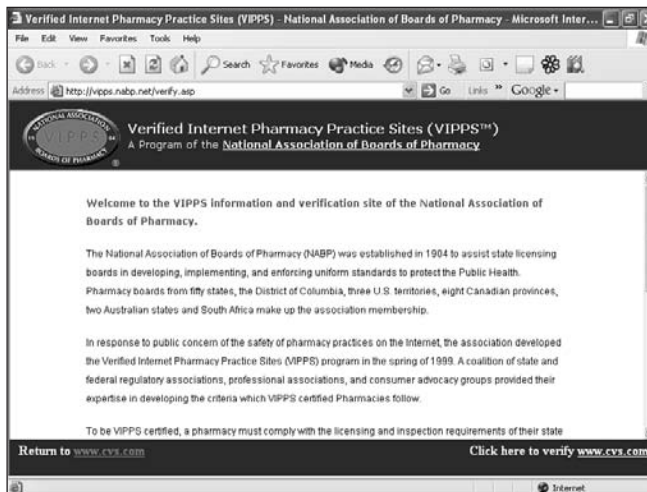 Verified Internet Pharmacy Practice Sites (VIPPS) - National Association of Boards of Pharmacy - Microsoft Inter...
File Edit View Favorites Tools Help
Back Search Favorites Media
Address http://vipps.nabp.net/verify.asp Go Links » Google
NATIONAL ASSOCIATION
19 VIPPS 04
BOARDS OF PHARMACY ®
Verified Internet Pharmacy Practice Sites (VIPPS™)
A Program of the National Association of Boards of Pharmacy
Welcome to the VIPPS information and verification site of the National Association of
Boards of Pharmacy.
The National Association of Boards of Pharmacy (NABP) was established in 1904 to assist state licensing
boards in developing, implementing, and enforcing uniform standards to protect the Public Health.
Pharmacy boards from fifty states, the District of Columbia, three U.S. territories, eight Canadian provinces,
two Australian states and South Africa make up the association membership.
In response to public concern of the safety of pharmacy practices on the Internet, the association developed
the Verified Internet Pharmacy Practice Sites (VIPPS) program in the spring of 1999. A coalition of state and
federal regulatory associations, professional associations, and consumer advocacy groups provided their
expertise in developing the criteria which VIPPS certified Pharmacies follow.
To be VIPPS certified, a pharmacy must comply with the licensing and inspection requirements of their state
Return to www.cvs.com Click here to verify www.cvs.com
Internet